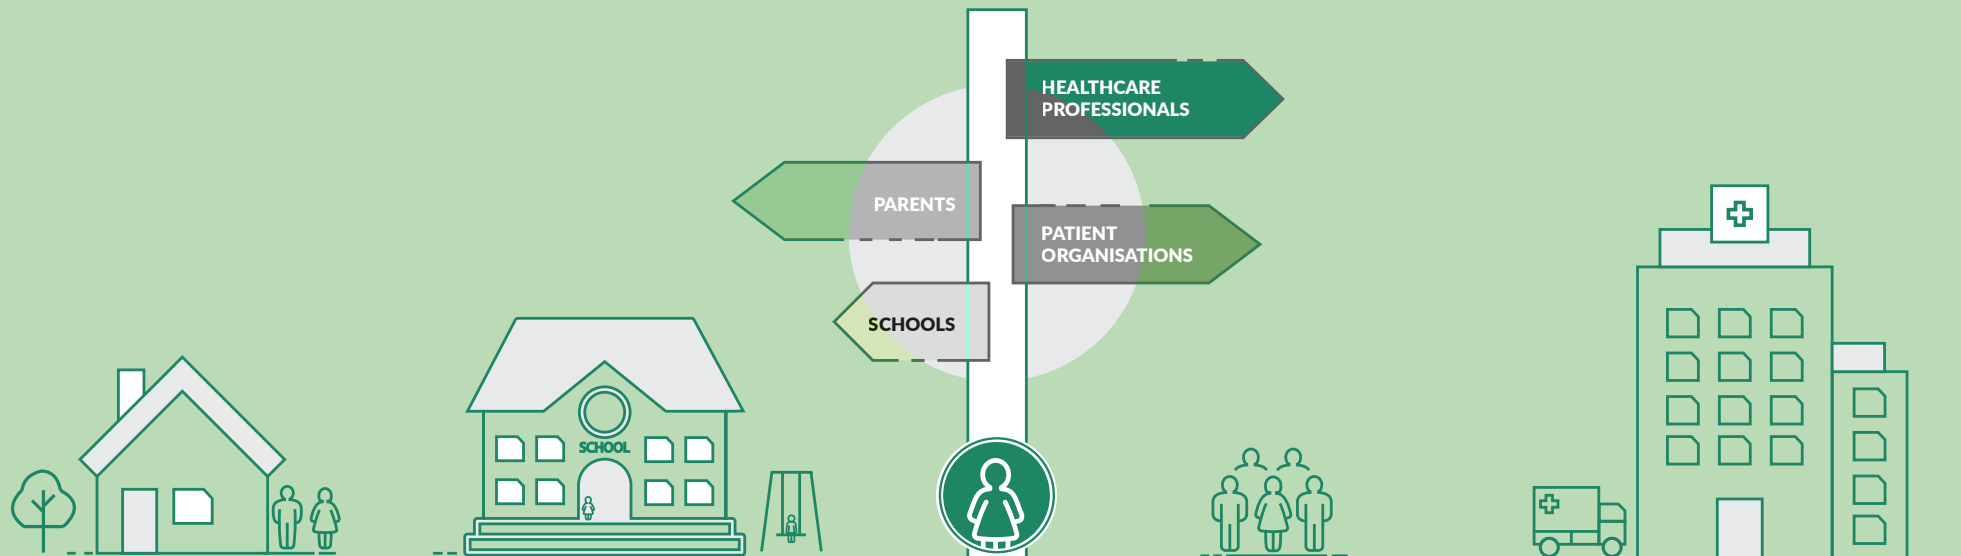 HEALTHCARE
PROFESSIONALS
PARENTS
PATIENT
ORGANISATIONS
SCHOOLS
SCHOOL